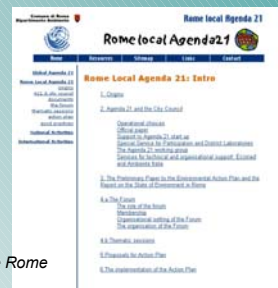 Comune di Roma
Dipartimento Ambiente
Rome local Agenda 21
Rome local Agenda21
Home
Resources
Sitemap
Links
Contact
Global Agenda 21
Rome Local Agenda 21
origins
A21 & city council
documents
the forum
thematic sessions
action plan
good practices
National Activities
International Activities
Rome Local Agenda 21: Intro
1. Origins
2. Agenda 21 and the City Council
Operational choices
Official paper
Support to Agenda 21 start up
Special Service for Participation and District Laboratories
The Agenda 21 working group
Services for technical and organisational support: Ecomed
and Ambiente Italia
3. The Preliminary Paper to the Environmental Action Plan and the
Report on the State of Environment in Rome
4.a The Forum
The role of the forum
Membership
Organisational setting of the Forum
The organisation of the Forum
4.b Thematic sessions
5.Proposals for Action Plan
6.The implementation of the Action Plan
Rome